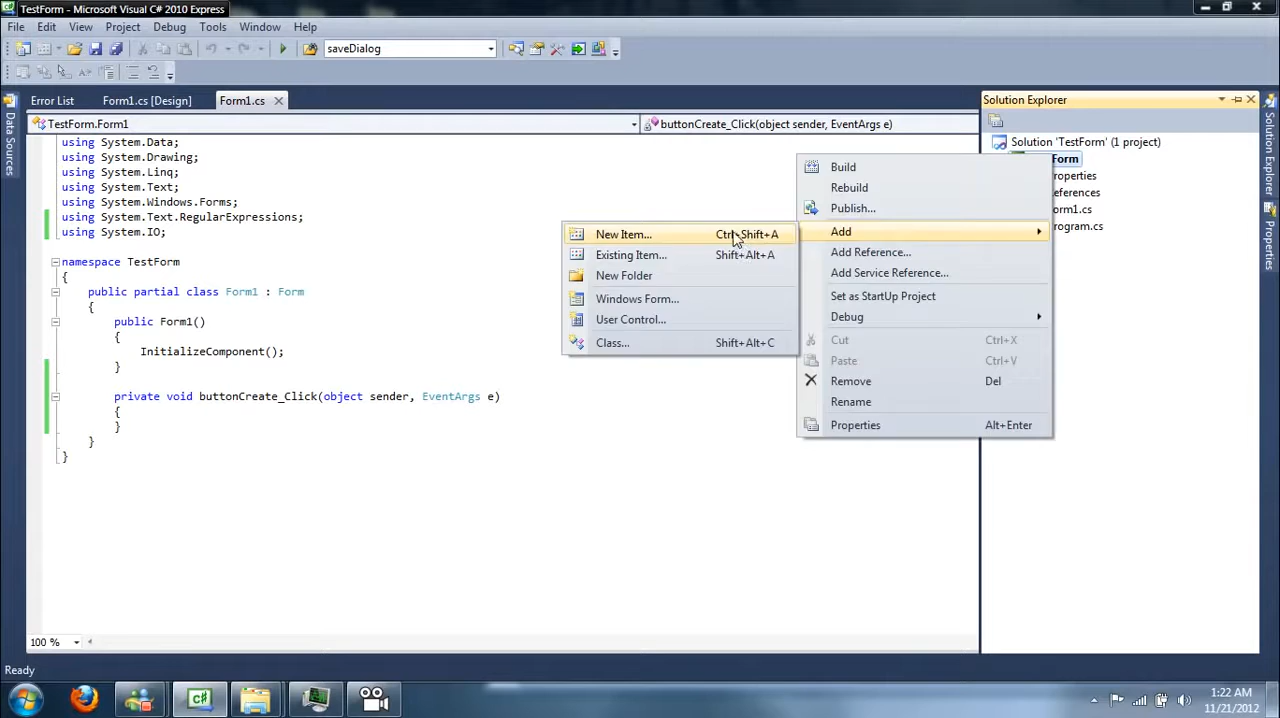 TestForm - Microsoft Visual C# 2010 Express
File Edit View Project Debug Tools Window Help
saveDialog
Error List Form1.cs [Design] Form1.cs
TestForm.Form1 buttonCreate_Click(object sender, EventArgs e)
using System.Data;
using System.Drawing;
using System.Linq;
using System.Text;
using System.Windows.Forms;
using System.Text.RegularExpressions;
using System.IO;
namespace TestForm
{
public partial class Form1 : Form
{
public Form1()
{
InitializeComponent();
}
private void buttonCreate_Click(object sender, EventArgs e)
{
}
}
}
100 %
Data Sources
New Item... Ctrl+Shift+A
Existing Item... Shift+Alt+A
New Folder
Windows Form...
User Control...
Class... Shift+Alt+C
Build
Rebuild
Publish...
Add
Add Reference...
Add Service Reference...
Set as StartUp Project
Debug
Cut Ctrl+X
Paste Ctrl+V
Remove Del
Rename
Properties Alt+Enter
Solution Explorer
Solution 'TestForm' (1 project)
Form
roperties
eferences
orm1.cs
rogram.cs
Solution Explorer
Properties
Ready
C#
1:22 AM
11/21/2012